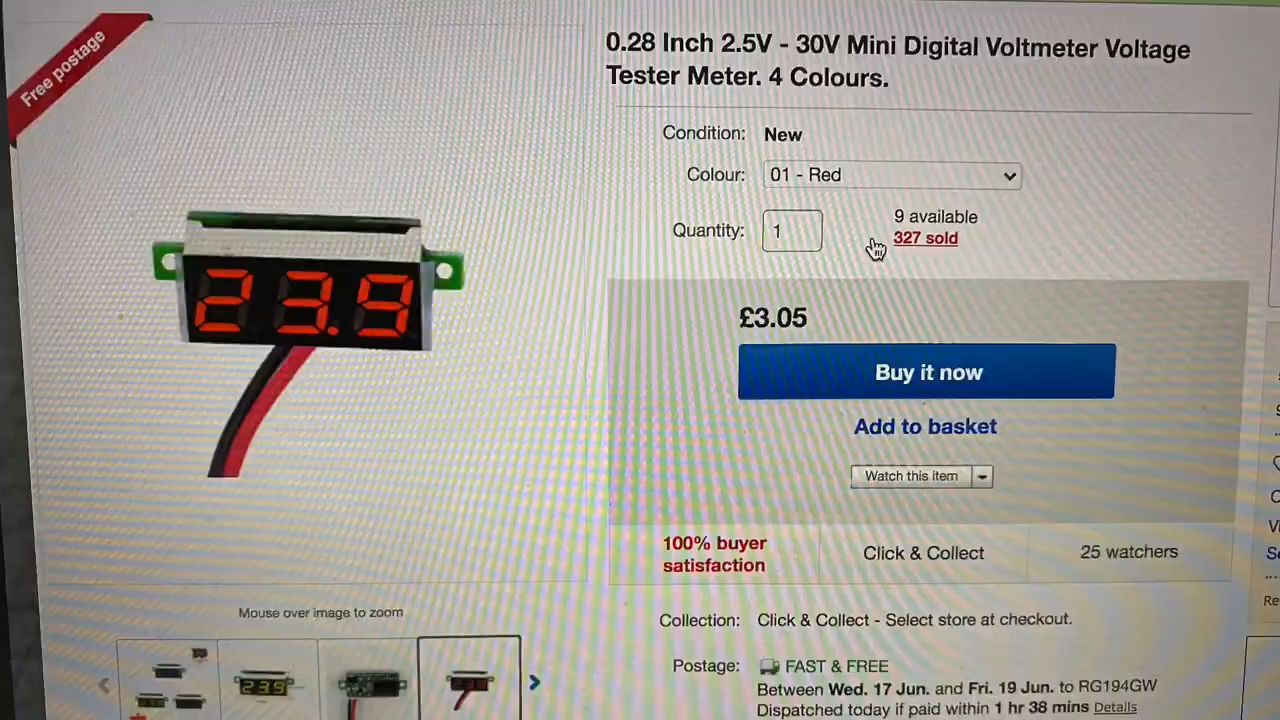 Free postage
0.28 Inch 2.5V - 30V Mini Digital Voltmeter Voltage
Tester Meter. 4 Colours.
Condition: New
Colour: 01 - Red
Quantity: 1
9 available
327 sold
23.9
£3.05
Buy it now
Add to basket
Watch this item
100% buyer
satisfaction
Click & Collect
25 watchers
Mouse over image to zoom
Collection: Click & Collect - Select store at checkout.
Postage: FAST & FREE
Between Wed. 17 Jun. and Fri. 19 Jun. to RG194GW
Dispatched today if paid within 1 hr 38 mins Details
23.9
Re